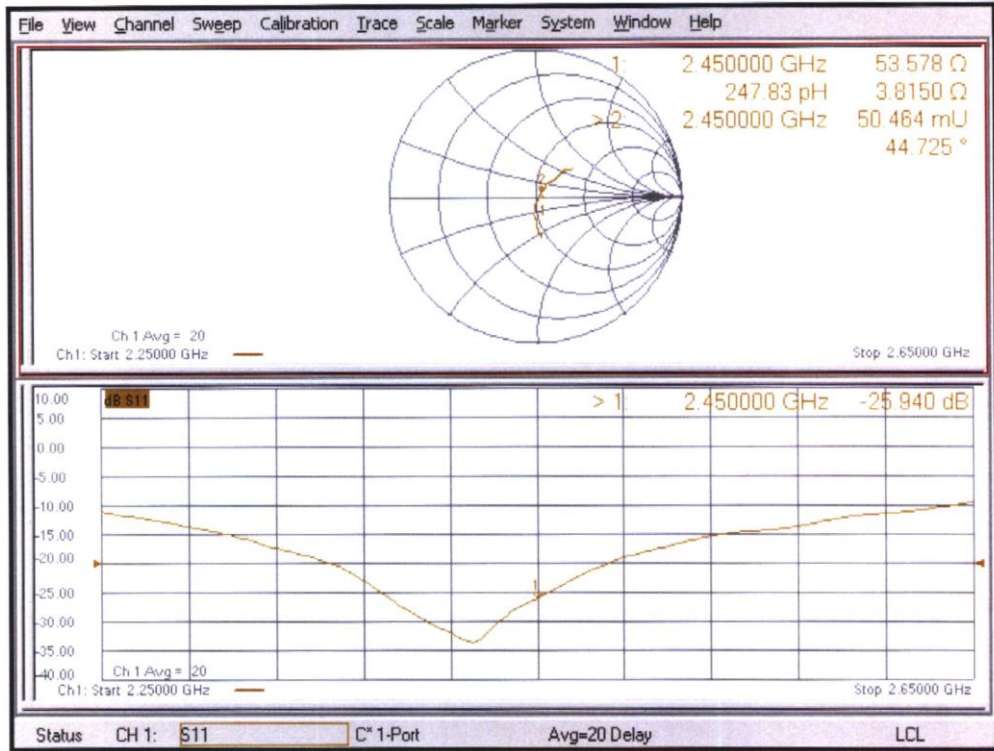 File View Channel Sweep Calibration Trace Scale Marker System Window Help
1: 2.450000 GHz 53.578 Ω
247.83 pH 3.8150 Ω
> 2: 2.450000 GHz 50.464 mU
44.725 °
Ch 1 Avg = 20
Ch1: Start 2.25000 GHz Stop 2.65000 GHz
10.00 dB S11 > 1: 2.450000 GHz -25.940 dB
5.00
0.00
-5.00
-10.00
-15.00
-20.00
-25.00
1
-30.00
-35.00
-40.00
Ch 1 Avg = 20
Ch1: Start 2.25000 GHz Stop 2.65000 GHz
Status CH 1: S11 C* 1-Port Avg=20 Delay LCL